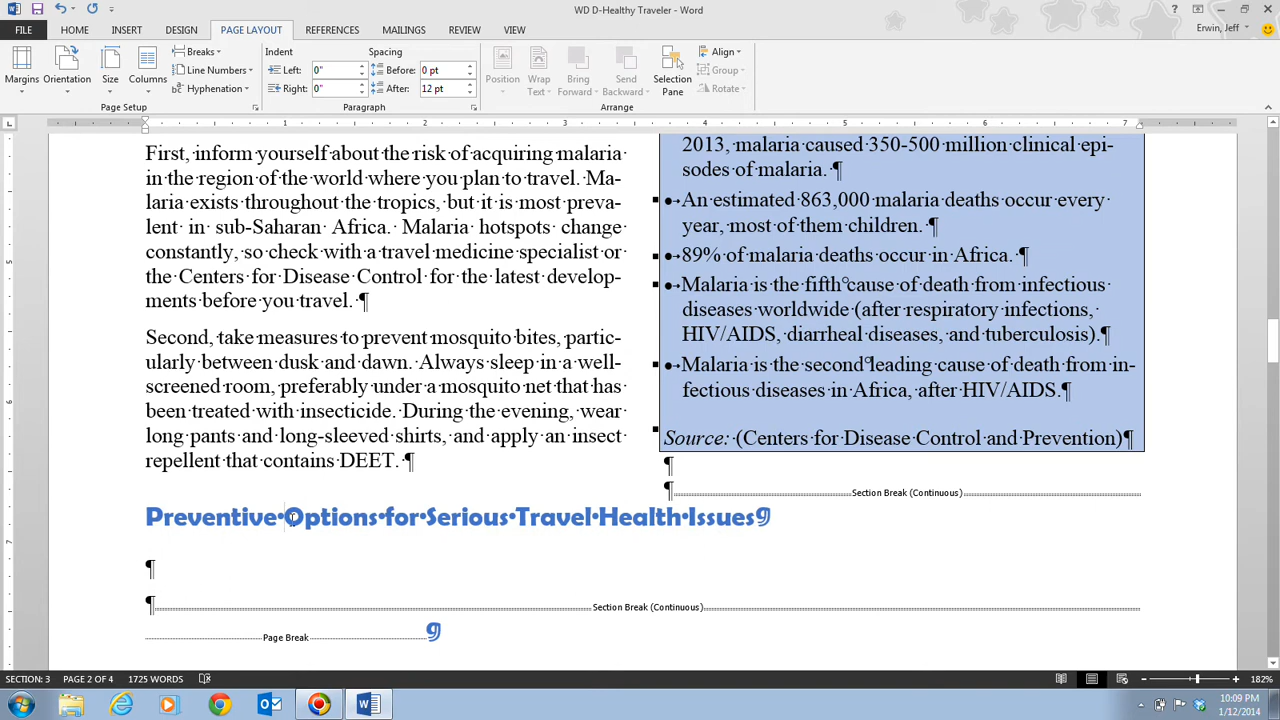 WD D-Healthy Traveler - Word
FILE HOME INSERT DESIGN PAGE LAYOUT REFERENCES MAILINGS REVIEW VIEW
Erwin, Jeff
Margins Orientation Size Columns
Breaks
Line Numbers
Hyphenation
Page Setup
Indent
Left: 0"
Right: 0"
Spacing
Before: 0 pt
After: 12 pt
Paragraph
Position
Wrap Text
Bring Forward
Send Backward
Selection Pane
Align
Group
Rotate
Arrange
1 2 3 4 5 6 7
First, inform yourself about the risk of acquiring malaria
in the region of the world where you plan to travel. Ma-
laria exists throughout the tropics, but it is most preva-
lent in sub-Saharan Africa. Malaria hotspots change
constantly, so check with a travel medicine specialist or
the Centers for Disease Control for the latest develop-
ments before you travel. ¶
Second, take measures to prevent mosquito bites, partic-
ularly between dusk and dawn. Always sleep in a well-
screened room, preferably under a mosquito net that has
been treated with insecticide. During the evening, wear
long pants and long-sleeved shirts, and apply an insect
repellent that contains DEET. ¶
2013, malaria caused 350-500 million clinical epi-
sodes of malaria. ¶
• An estimated 863,000 malaria deaths occur every
year, most of them children. ¶
• 89% of malaria deaths occur in Africa. ¶
• Malaria is the fifth cause of death from infectious
diseases worldwide (after respiratory infections,
HIV/AIDS, diarrheal diseases, and tuberculosis).¶
• Malaria is the second leading cause of death from in-
fectious diseases in Africa, after HIV/AIDS.¶
Source: (Centers for Disease Control and Prevention)¶
¶
¶ Section Break (Continuous)
Preventive Options for Serious Travel Health Issues¶
¶
¶ Section Break (Continuous)
Page Break ¶
5
6
7
SECTION: 3 PAGE 2 OF 4 1725 WORDS
182%
10:09 PM
1/12/2014